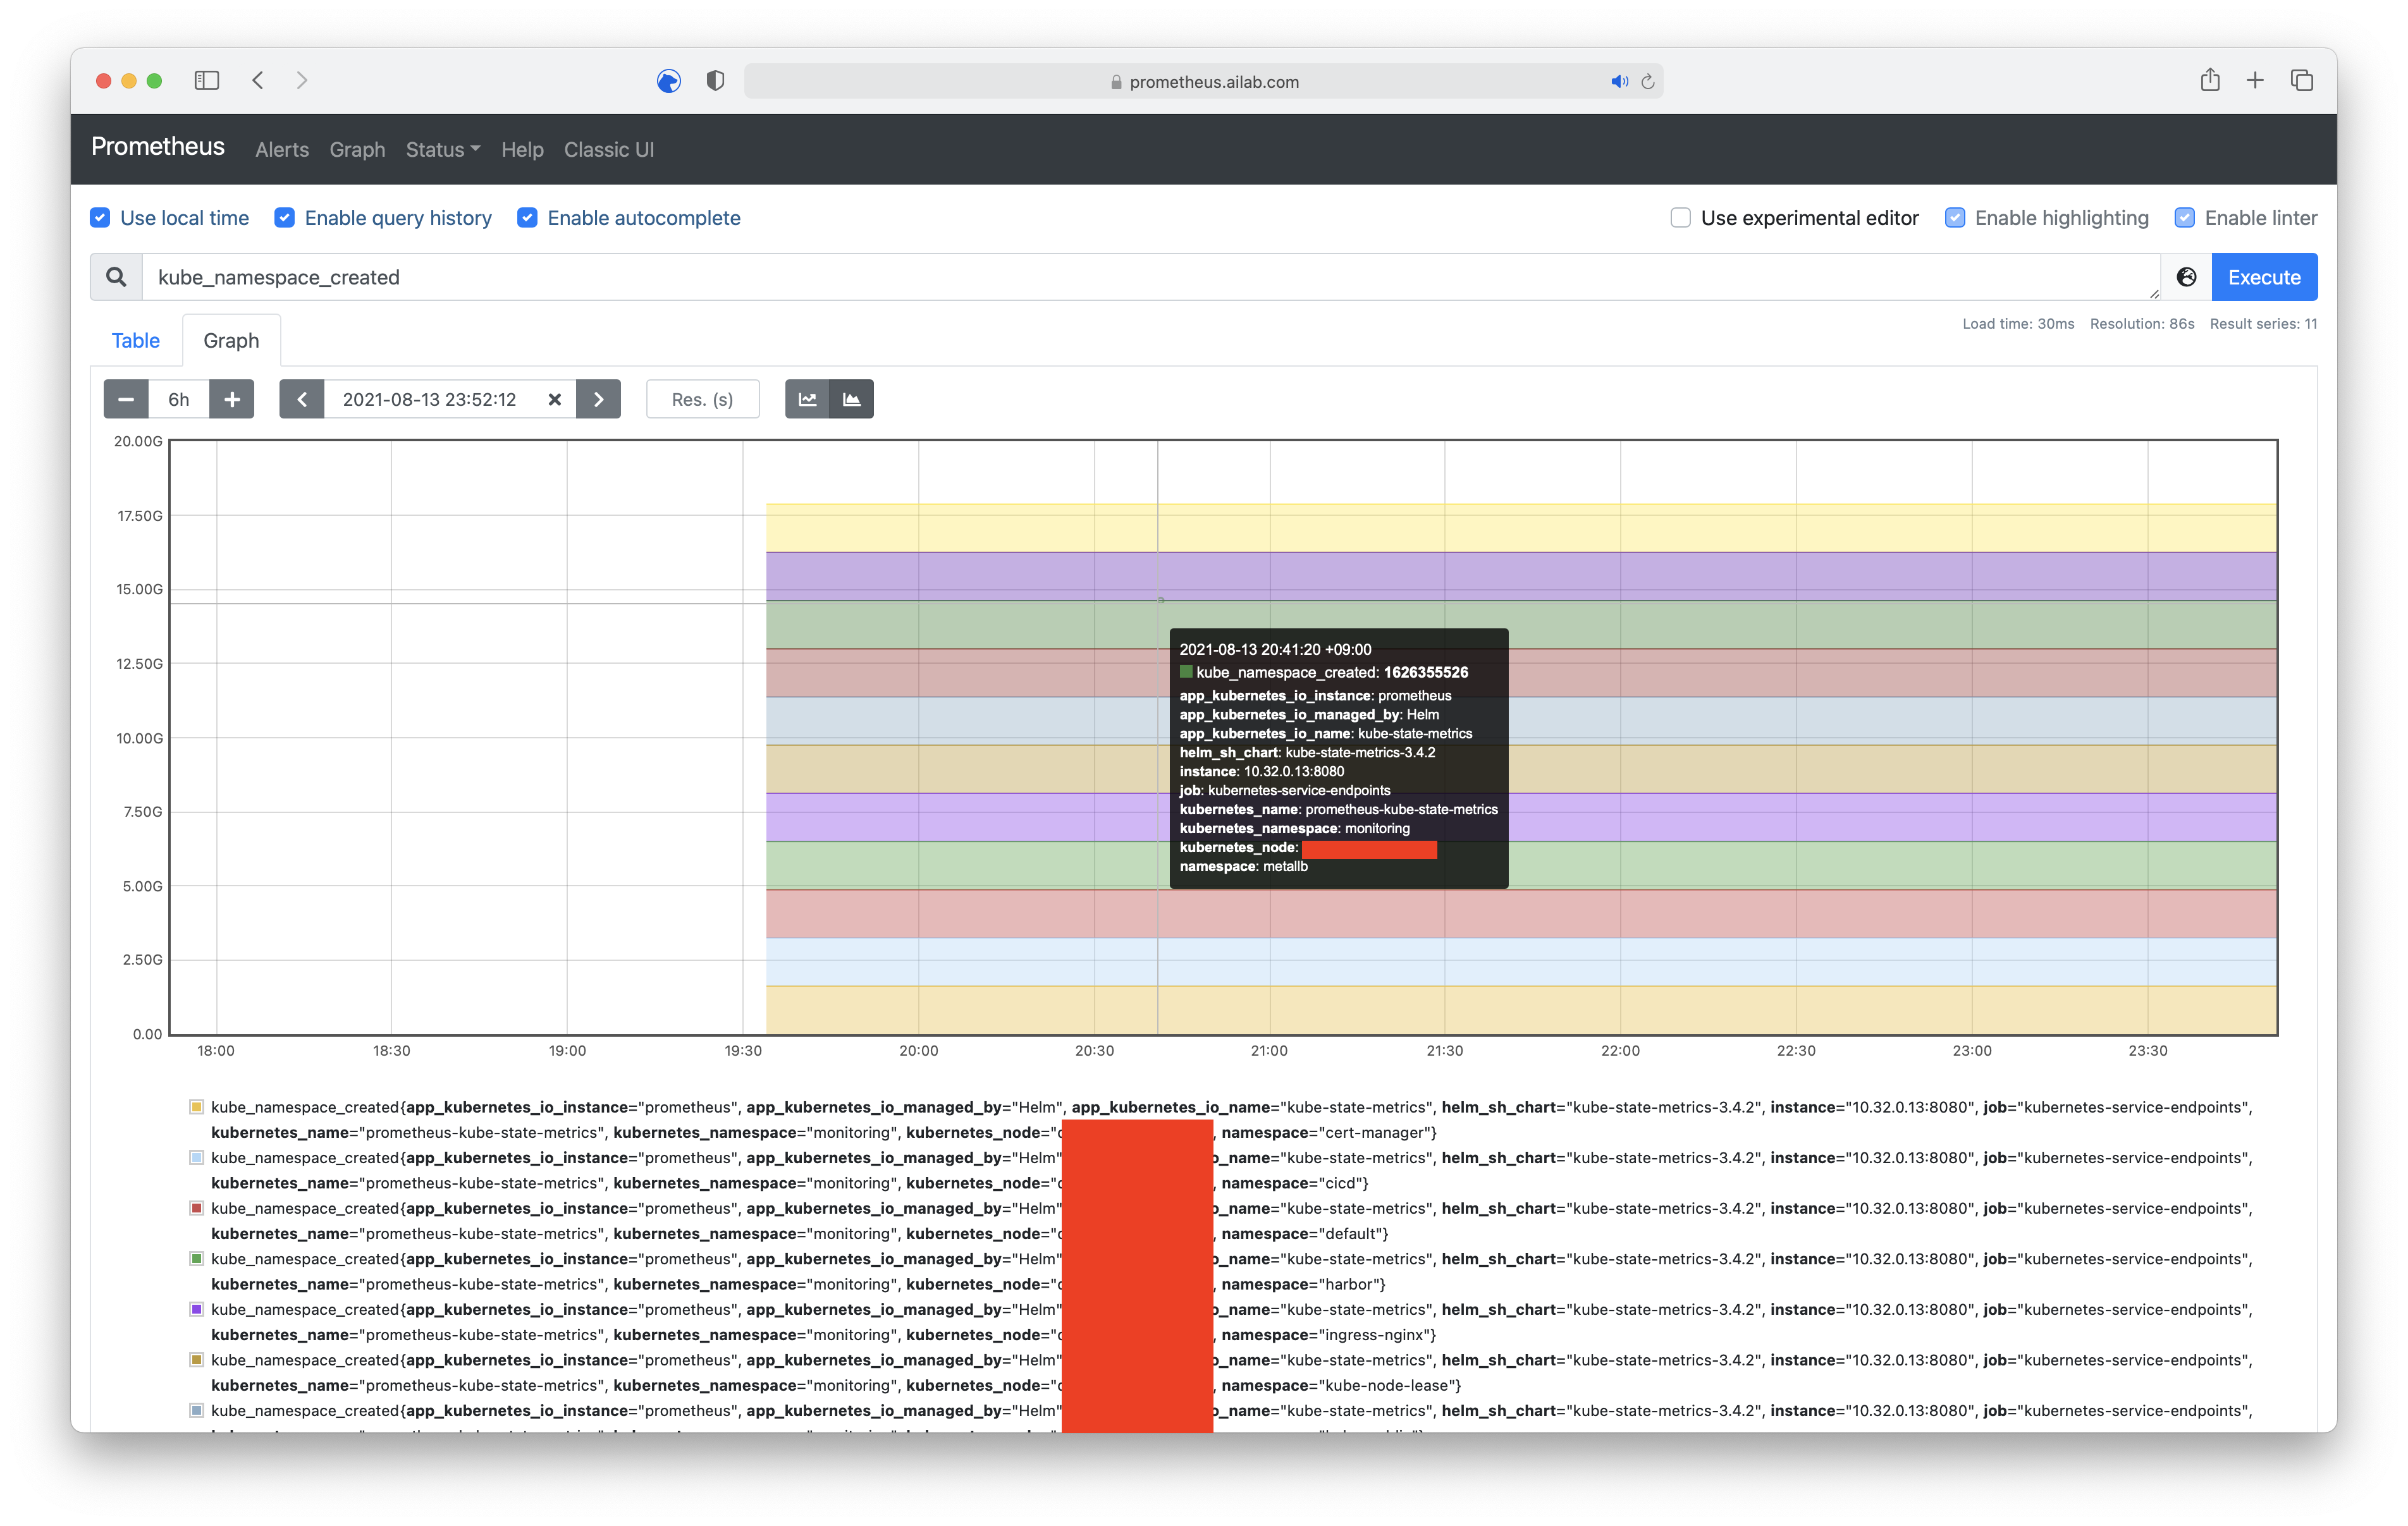 prometheus.ailab.com
Prometheus Alerts Graph Status Help Classic UI
Use local time Enable query history Enable autocomplete Use experimental editor Enable highlighting Enable linter
kube_namespace_created Execute
Load time: 30ms Resolution: 86s Result series: 11
Table Graph
6h 2021-08-13 23:52:12 Res. (s)
20.00G
17.50G
15.00G
12.50G
10.00G
7.50G
5.00G
2.50G
0.00
2021-08-13 20:41:20 +09:00
kube_namespace_created: 1626355526
app_kubernetes_io_instance: prometheus
app_kubernetes_io_managed_by: Helm
app_kubernetes_io_name: kube-state-metrics
helm_sh_chart: kube-state-metrics-3.4.2
instance: 10.32.0.13:8080
job: kubernetes-service-endpoints
kubernetes_name: prometheus-kube-state-metrics
kubernetes_namespace: monitoring
kubernetes_node:
namespace: metallb
18:00 18:30 19:00 19:30 20:00 20:30 21:00 21:30 22:00 22:30 23:00 23:30
kube_namespace_created{app_kubernetes_io_instance="prometheus", app_kubernetes_io_managed_by="Helm", app_kubernetes_io_name="kube-state-metrics", helm_sh_chart="kube-state-metrics-3.4.2", instance="10.32.0.13:8080", job="kubernetes-service-endpoints",
kubernetes_name="prometheus-kube-state-metrics", kubernetes_namespace="monitoring", kubernetes_node=" , namespace="cert-manager"}
kube_namespace_created{app_kubernetes_io_instance="prometheus", app_kubernetes_io_managed_by="Helm" _name="kube-state-metrics", helm_sh_chart="kube-state-metrics-3.4.2", instance="10.32.0.13:8080", job="kubernetes-service-endpoints",
kubernetes_name="prometheus-kube-state-metrics", kubernetes_namespace="monitoring", kubernetes_node=" , namespace="cicd"}
kube_namespace_created{app_kubernetes_io_instance="prometheus", app_kubernetes_io_managed_by="Helm" _name="kube-state-metrics", helm_sh_chart="kube-state-metrics-3.4.2", instance="10.32.0.13:8080", job="kubernetes-service-endpoints",
kubernetes_name="prometheus-kube-state-metrics", kubernetes_namespace="monitoring", kubernetes_node=" , namespace="default"}
kube_namespace_created{app_kubernetes_io_instance="prometheus", app_kubernetes_io_managed_by="Helm" _name="kube-state-metrics", helm_sh_chart="kube-state-metrics-3.4.2", instance="10.32.0.13:8080", job="kubernetes-service-endpoints",
kubernetes_name="prometheus-kube-state-metrics", kubernetes_namespace="monitoring", kubernetes_node=" , namespace="harbor"}
kube_namespace_created{app_kubernetes_io_instance="prometheus", app_kubernetes_io_managed_by="Helm" _name="kube-state-metrics", helm_sh_chart="kube-state-metrics-3.4.2", instance="10.32.0.13:8080", job="kubernetes-service-endpoints",
kubernetes_name="prometheus-kube-state-metrics", kubernetes_namespace="monitoring", kubernetes_node=" , namespace="ingress-nginx"}
kube_namespace_created{app_kubernetes_io_instance="prometheus", app_kubernetes_io_managed_by="Helm" _name="kube-state-metrics", helm_sh_chart="kube-state-metrics-3.4.2", instance="10.32.0.13:8080", job="kubernetes-service-endpoints",
kubernetes_name="prometheus-kube-state-metrics", kubernetes_namespace="monitoring", kubernetes_node=" , namespace="kube-node-lease"}
kube_namespace_created{app_kubernetes_io_instance="prometheus", app_kubernetes_io_managed_by="Helm" _name="kube-state-metrics", helm_sh_chart="kube-state-metrics-3.4.2", instance="10.32.0.13:8080", job="kubernetes-service-endpoints",